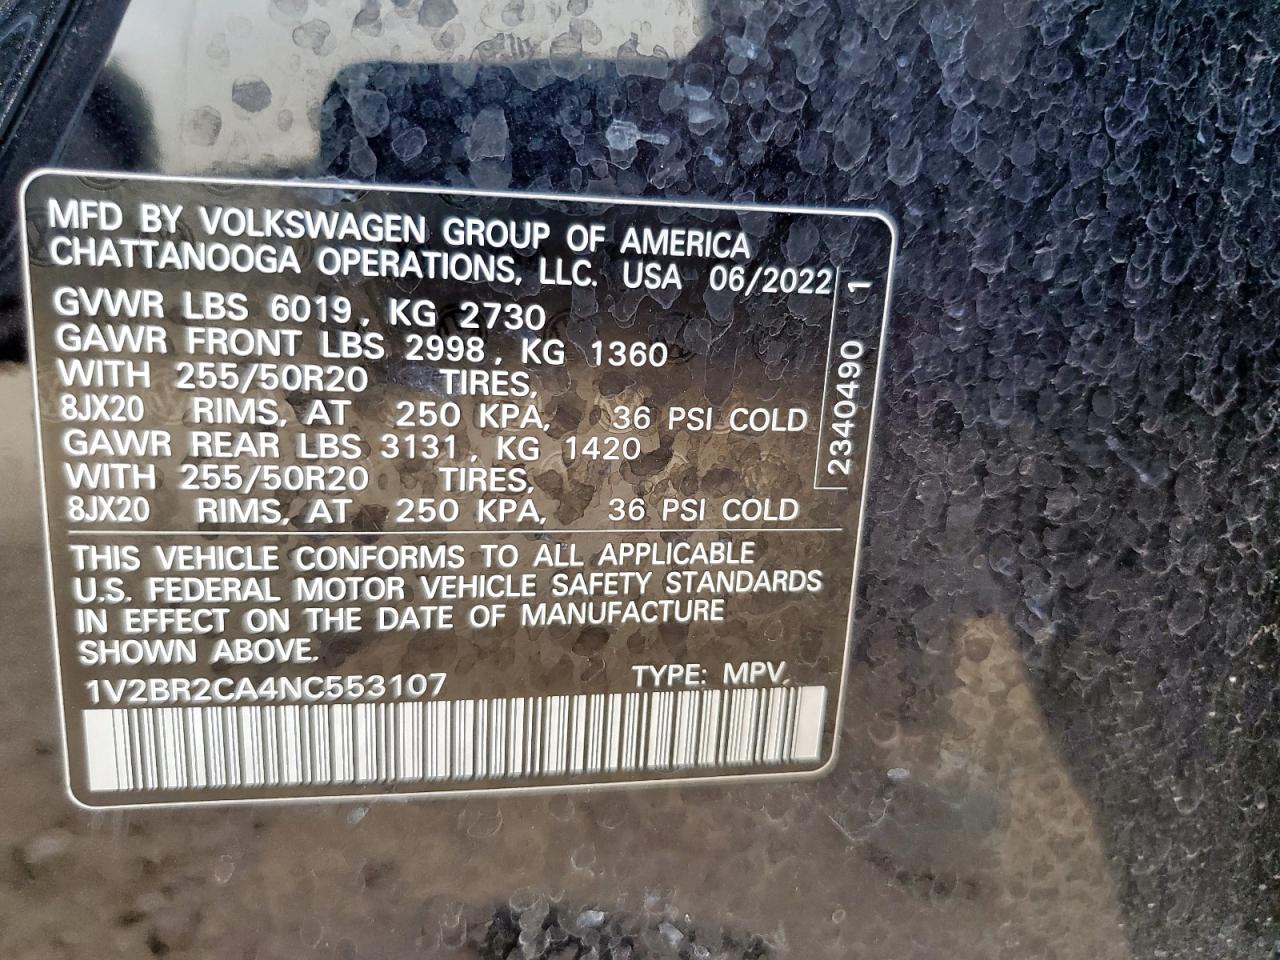 MFD BY VOLKSWAGEN GROUP OF AMERICA
CHATTANOOGA OPERATIONS, LLC. USA 06/2022
GVWR LBS 6019, KG 2730
GAWR FRONT LBS 2998, KG 1360
WITH 255/50R20 TIRES,
8JX20 RIMS, AT 250 KPA, 36 PSI COLD
GAWR REAR LBS 3131, KG 1420
WITH 255/50R20 TIRES,
8JX20 RIMS, AT 250 KPA, 36 PSI COLD
2340490 1
THIS VEHICLE CONFORMS TO ALL APPLICABLE
U.S. FEDERAL MOTOR VEHICLE SAFETY STANDARDS
IN EFFECT ON THE DATE OF MANUFACTURE
SHOWN ABOVE.
1V2BR2CA4NC553107 TYPE: MPV.